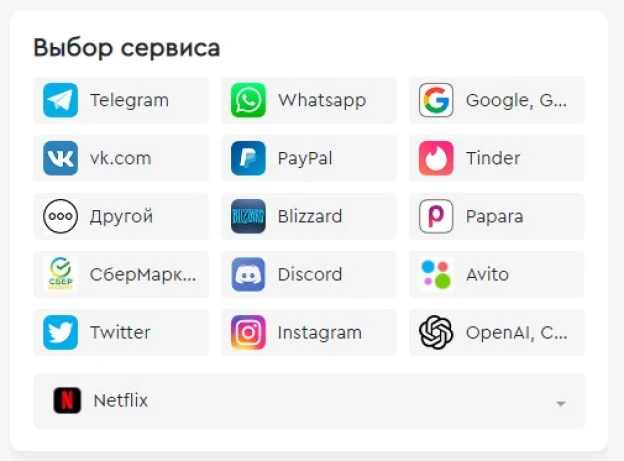 Выбор сервиса
Telegram
Whatsapp
Google, G...
vk.com
PayPal
Tinder
Другой
Blizzard
Papara
СберМарк...
Discord
Avito
Twitter
Instagram
OpenAI, C...
Netflix